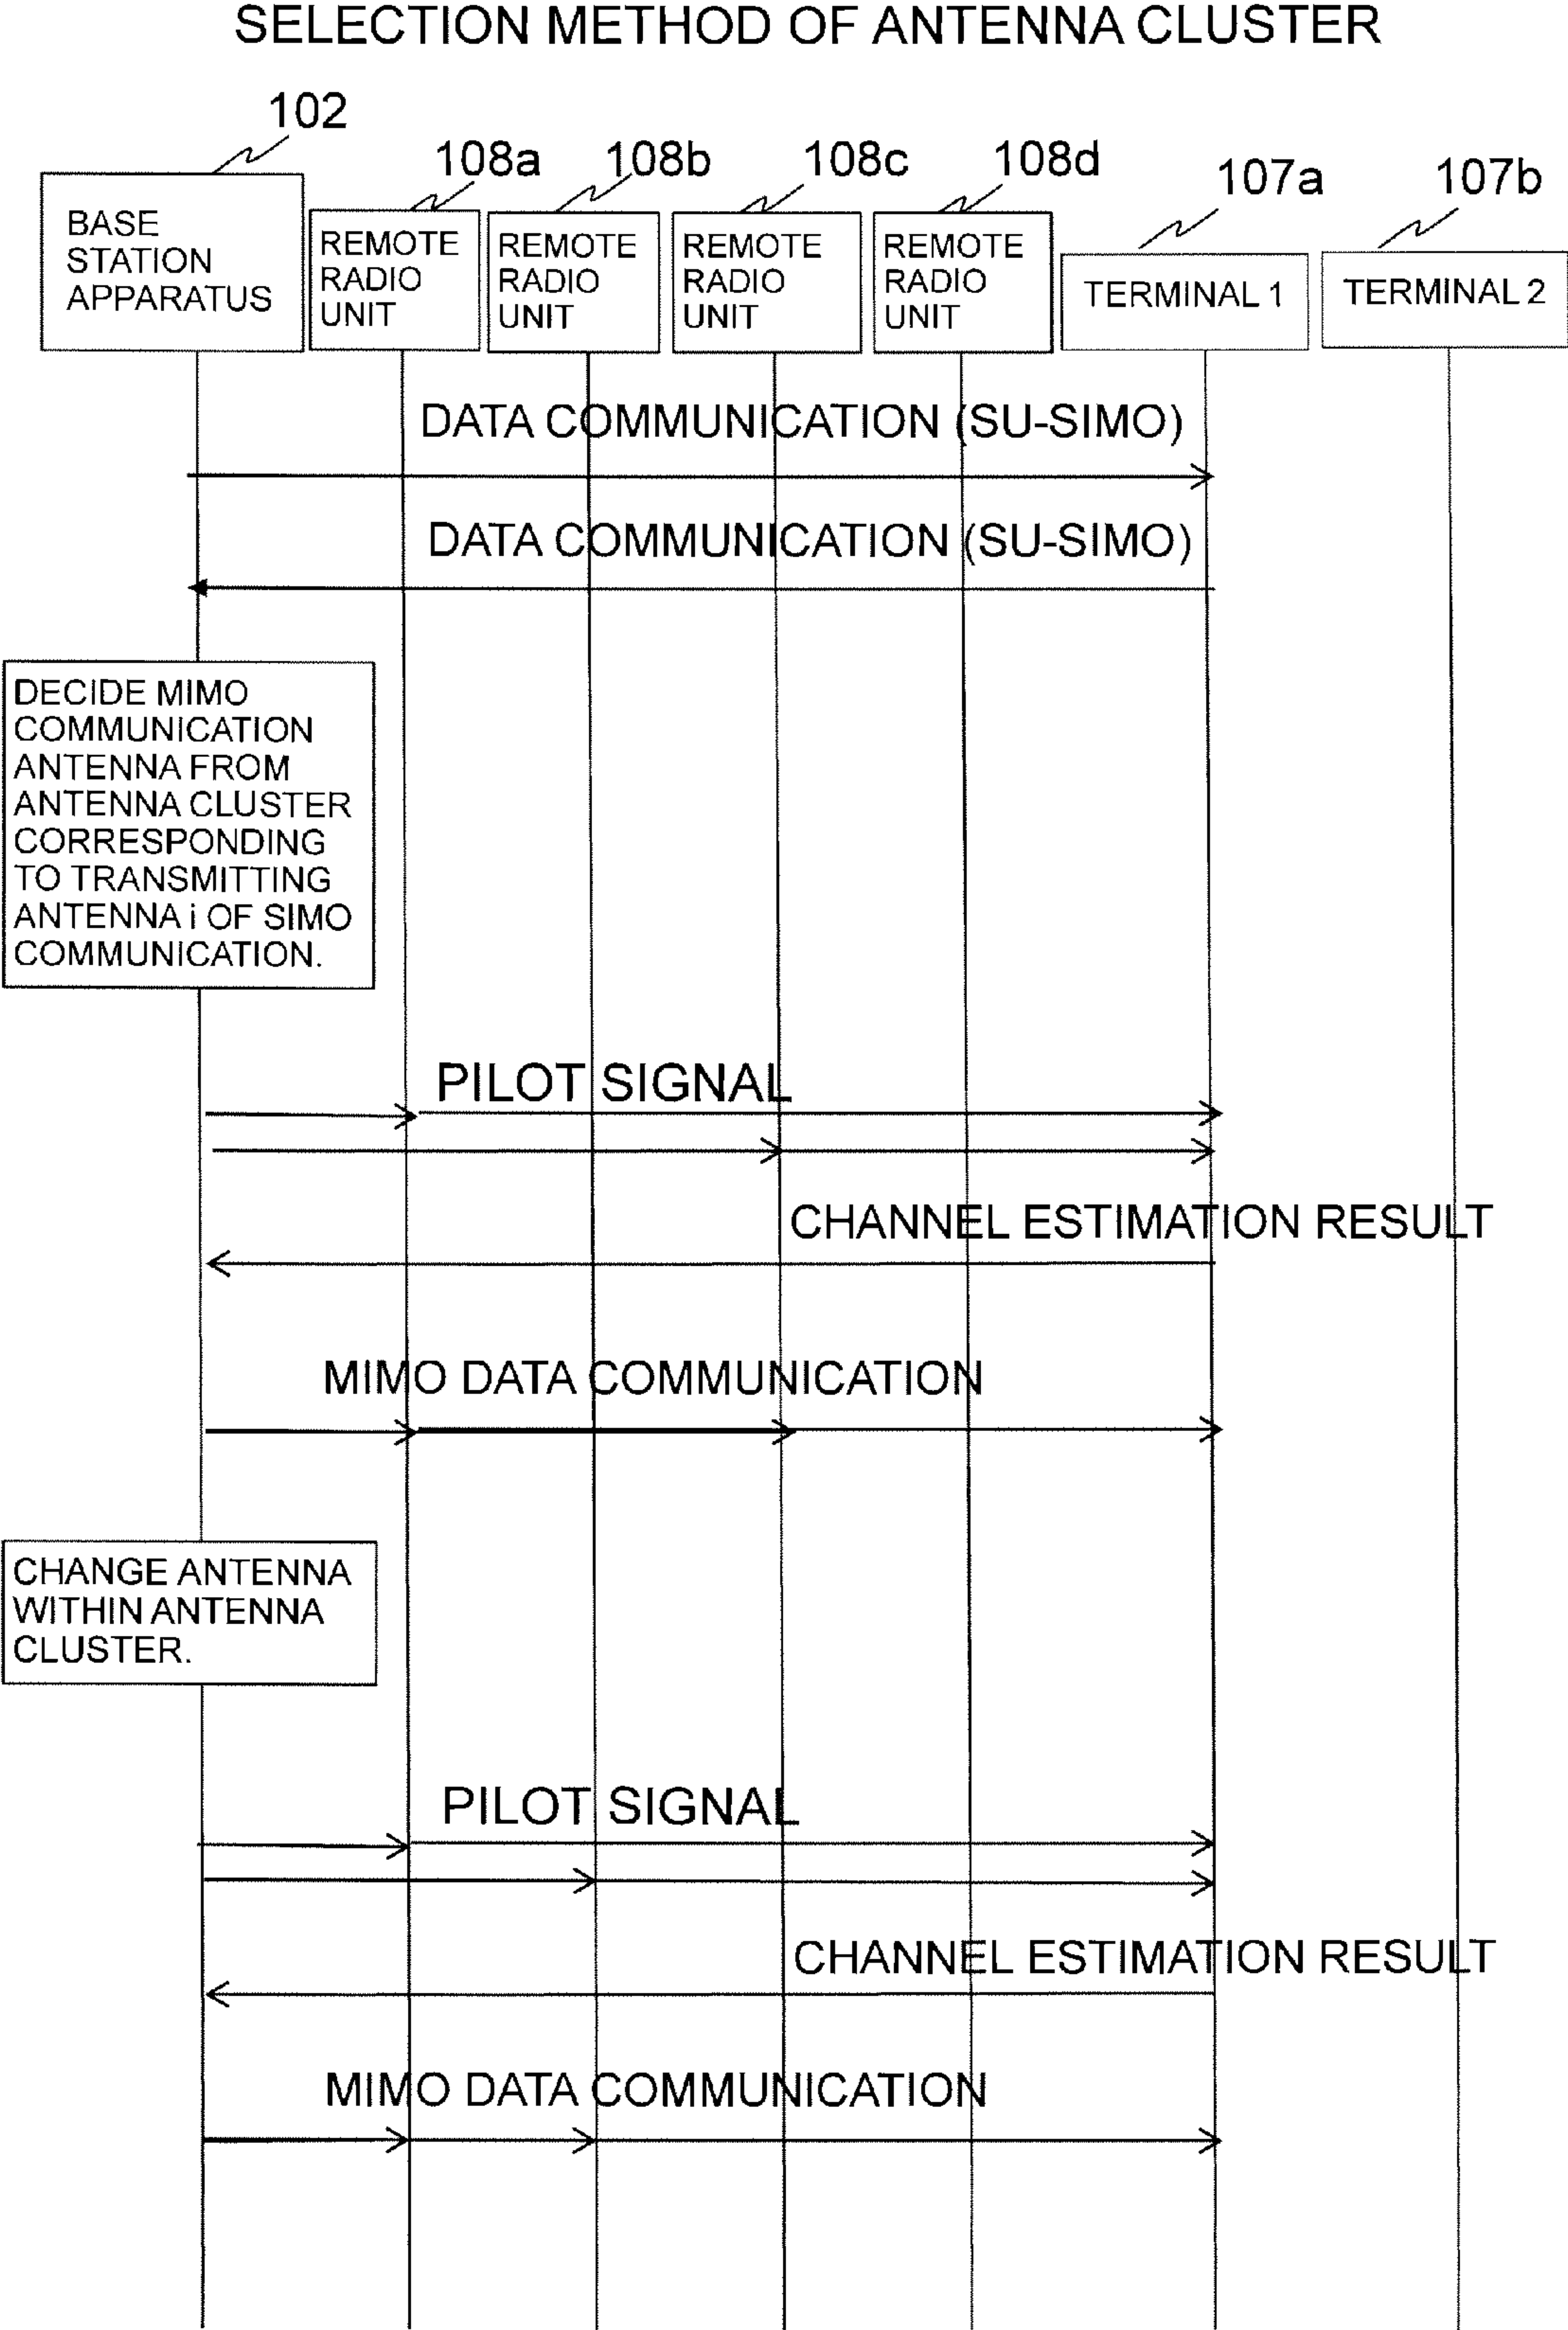 SELECTION METHOD OF ANTENNA CLUSTER
102
108a
108b
108c
108d
107a
107b
BASE
STATION
APPARATUS
REMOTE
RADIO
UNIT
REMOTE
RADIO
UNIT
REMOTE
RADIO
UNIT
REMOTE
RADIO
UNIT
TERMINAL 1
TERMINAL 2
DATA COMMUNICATION (SU-SIMO)
DATA COMMUNICATION (SU-SIMO)
DECIDE MIMO
COMMUNICATION
ANTENNA FROM
ANTENNA CLUSTER
CORRESPONDING
TO TRANSMITTING
ANTENNA i OF SIMO
COMMUNICATION.
PILOT SIGNAL
CHANNEL ESTIMATION RESULT
MIMO DATA COMMUNICATION
CHANGE ANTENNA
WITHIN ANTENNA
CLUSTER.
PILOT SIGNAL
CHANNEL ESTIMATION RESULT
MIMO DATA COMMUNICATION